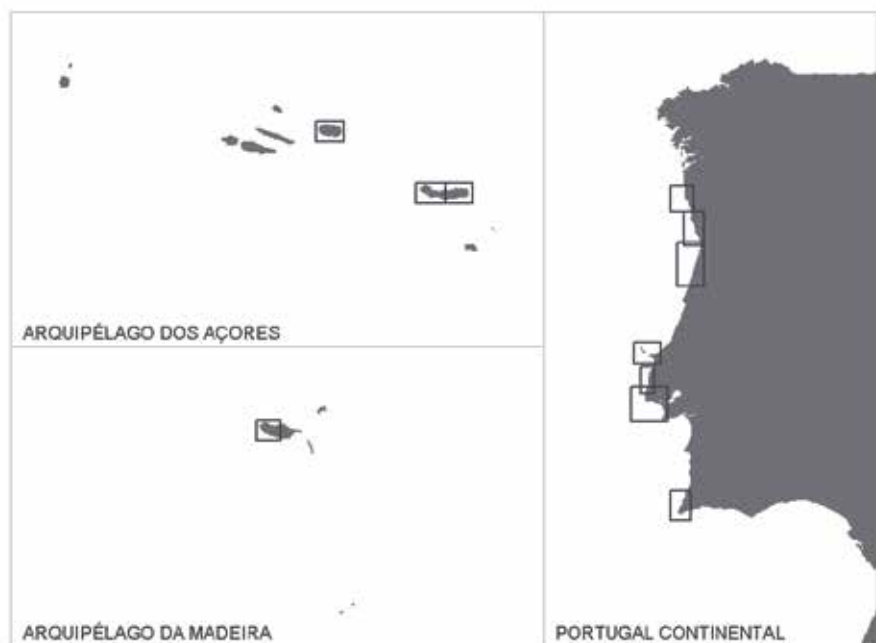 ARQUIPÉLAGO DOS AÇORES
ARQUIPÉLAGO DA MADEIRA
PORTUGAL CONTINENTAL